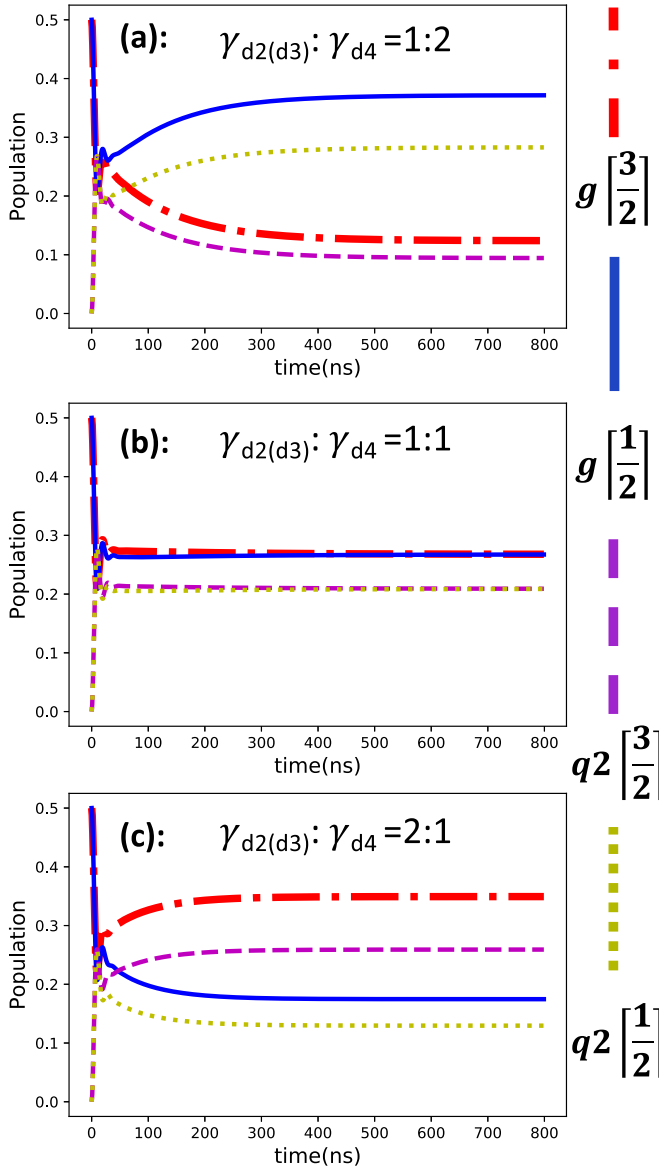 (a): γd2(d3): γd4 =1:2
0.5
0.4
0.3
0.2
0.1
0.0
Population
0 100 200 300 400 500 600 700 800
time(ns)
(b): γd2(d3): γd4 =1:1
0.5
0.4
0.3
0.2
0.1
0.0
Population
0 100 200 300 400 500 600 700 800
time(ns)
(c): γd2(d3): γd4 =2:1
0.5
0.4
0.3
0.2
0.1
0.0
Population
0 100 200 300 400 500 600 700 800
time(ns)
g⌈3/2⌉
g⌈1/2⌉
q2⌈3/2⌉
q2⌈1/2⌉